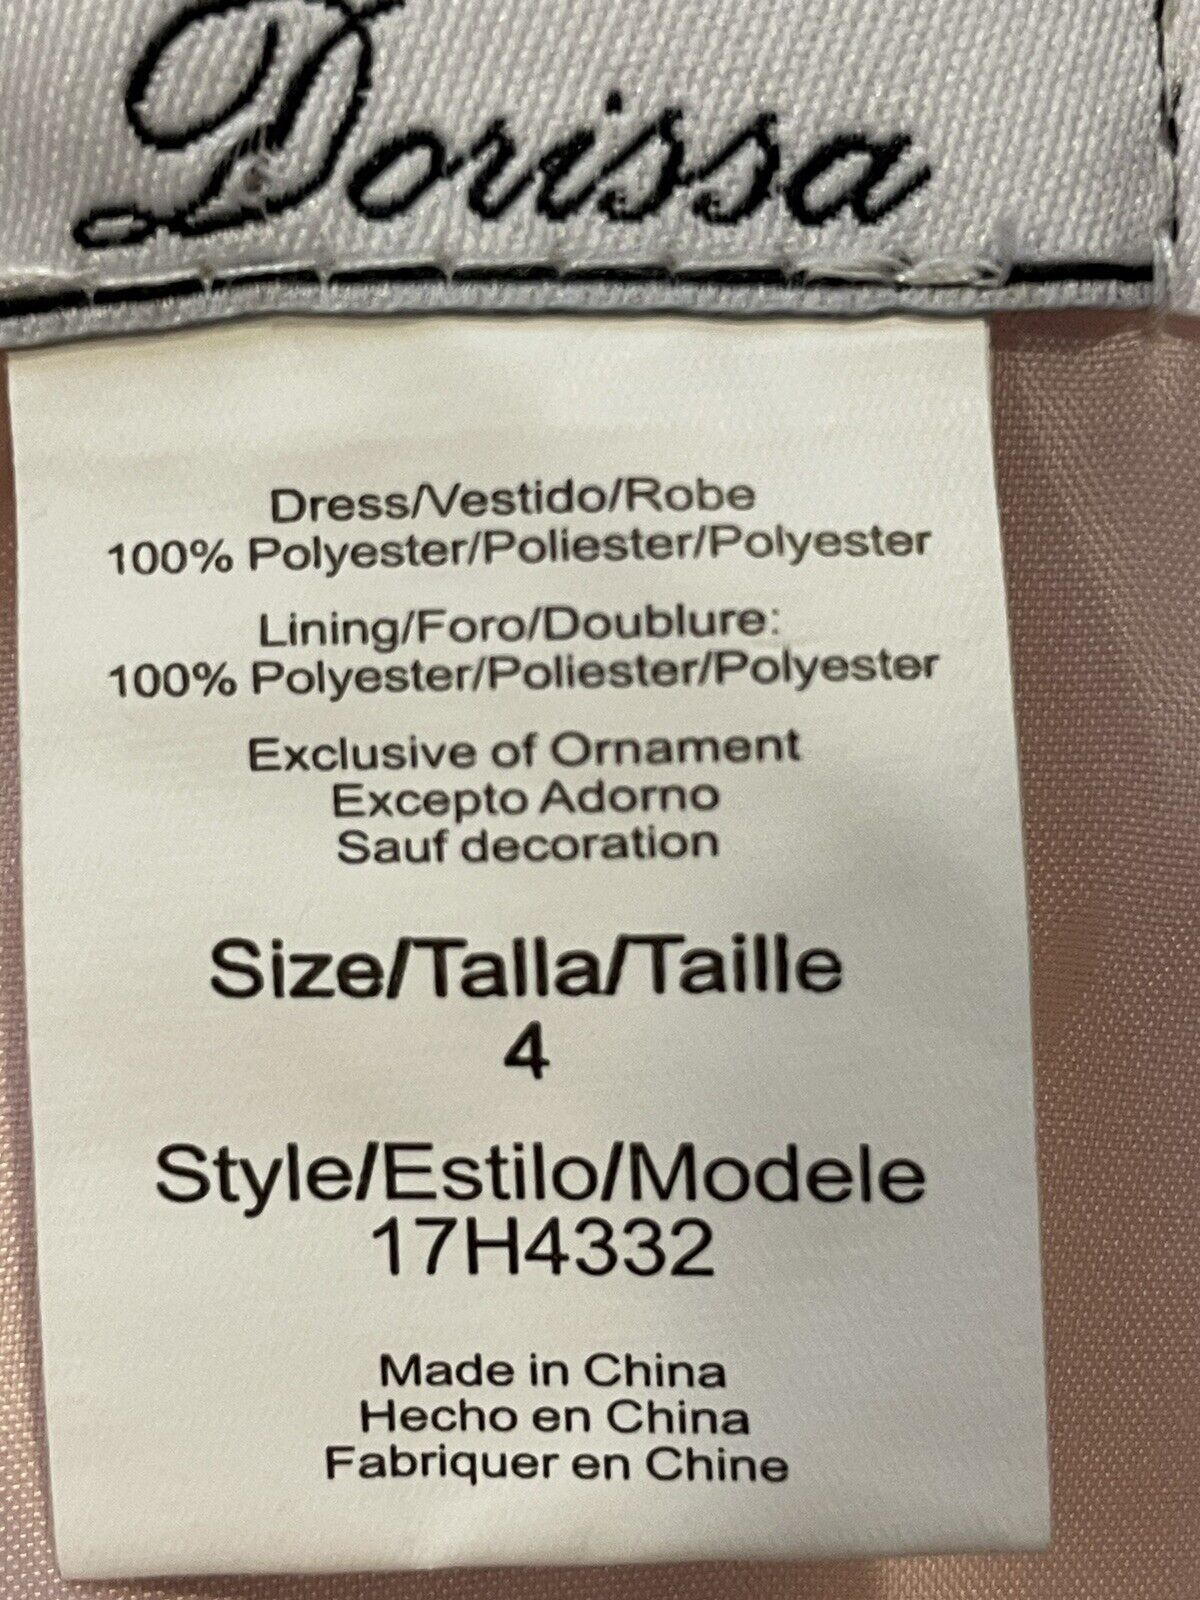 Dorissa
Dress/Vestido/Robe
100% Polyester/Poliester/Polyester
Lining/Foro/Doublure:
100% Polyester/Poliester/Polyester
Exclusive of Ornament
Excepto Adorno
Sauf decoration
Size/Talla/Taille
4
Style/Estilo/Modele
17H4332
Made in China
Hecho en China
Fabriquer en Chine